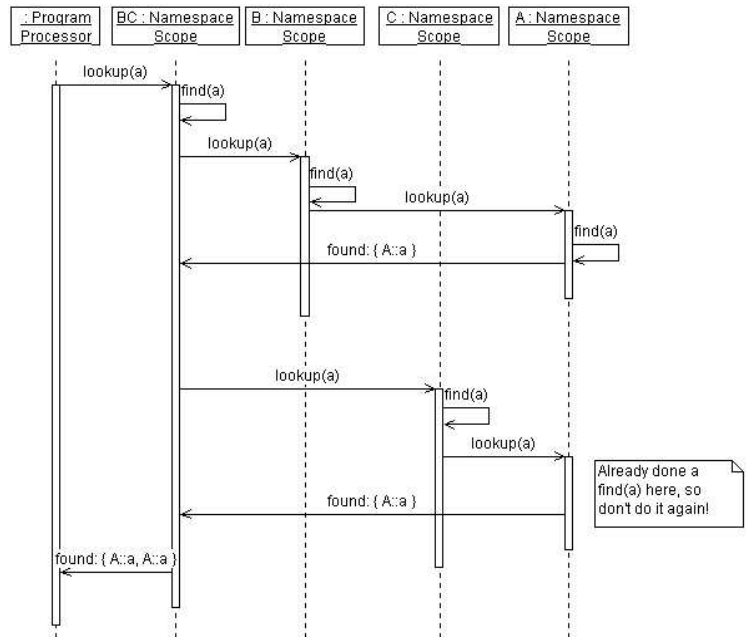 : Program
Processor
BC : Namespace
Scope
B : Namespace
Scope
C : Namespace
Scope
A : Namespace
Scope
lookup(a)
find(a)
lookup(a)
find(a)
lookup(a)
find(a)
found: { A::a }
lookup(a)
find(a)
lookup(a)
Already done a
find(a) here, so
don't do it again!
found: { A::a }
found: { A::a, A::a }